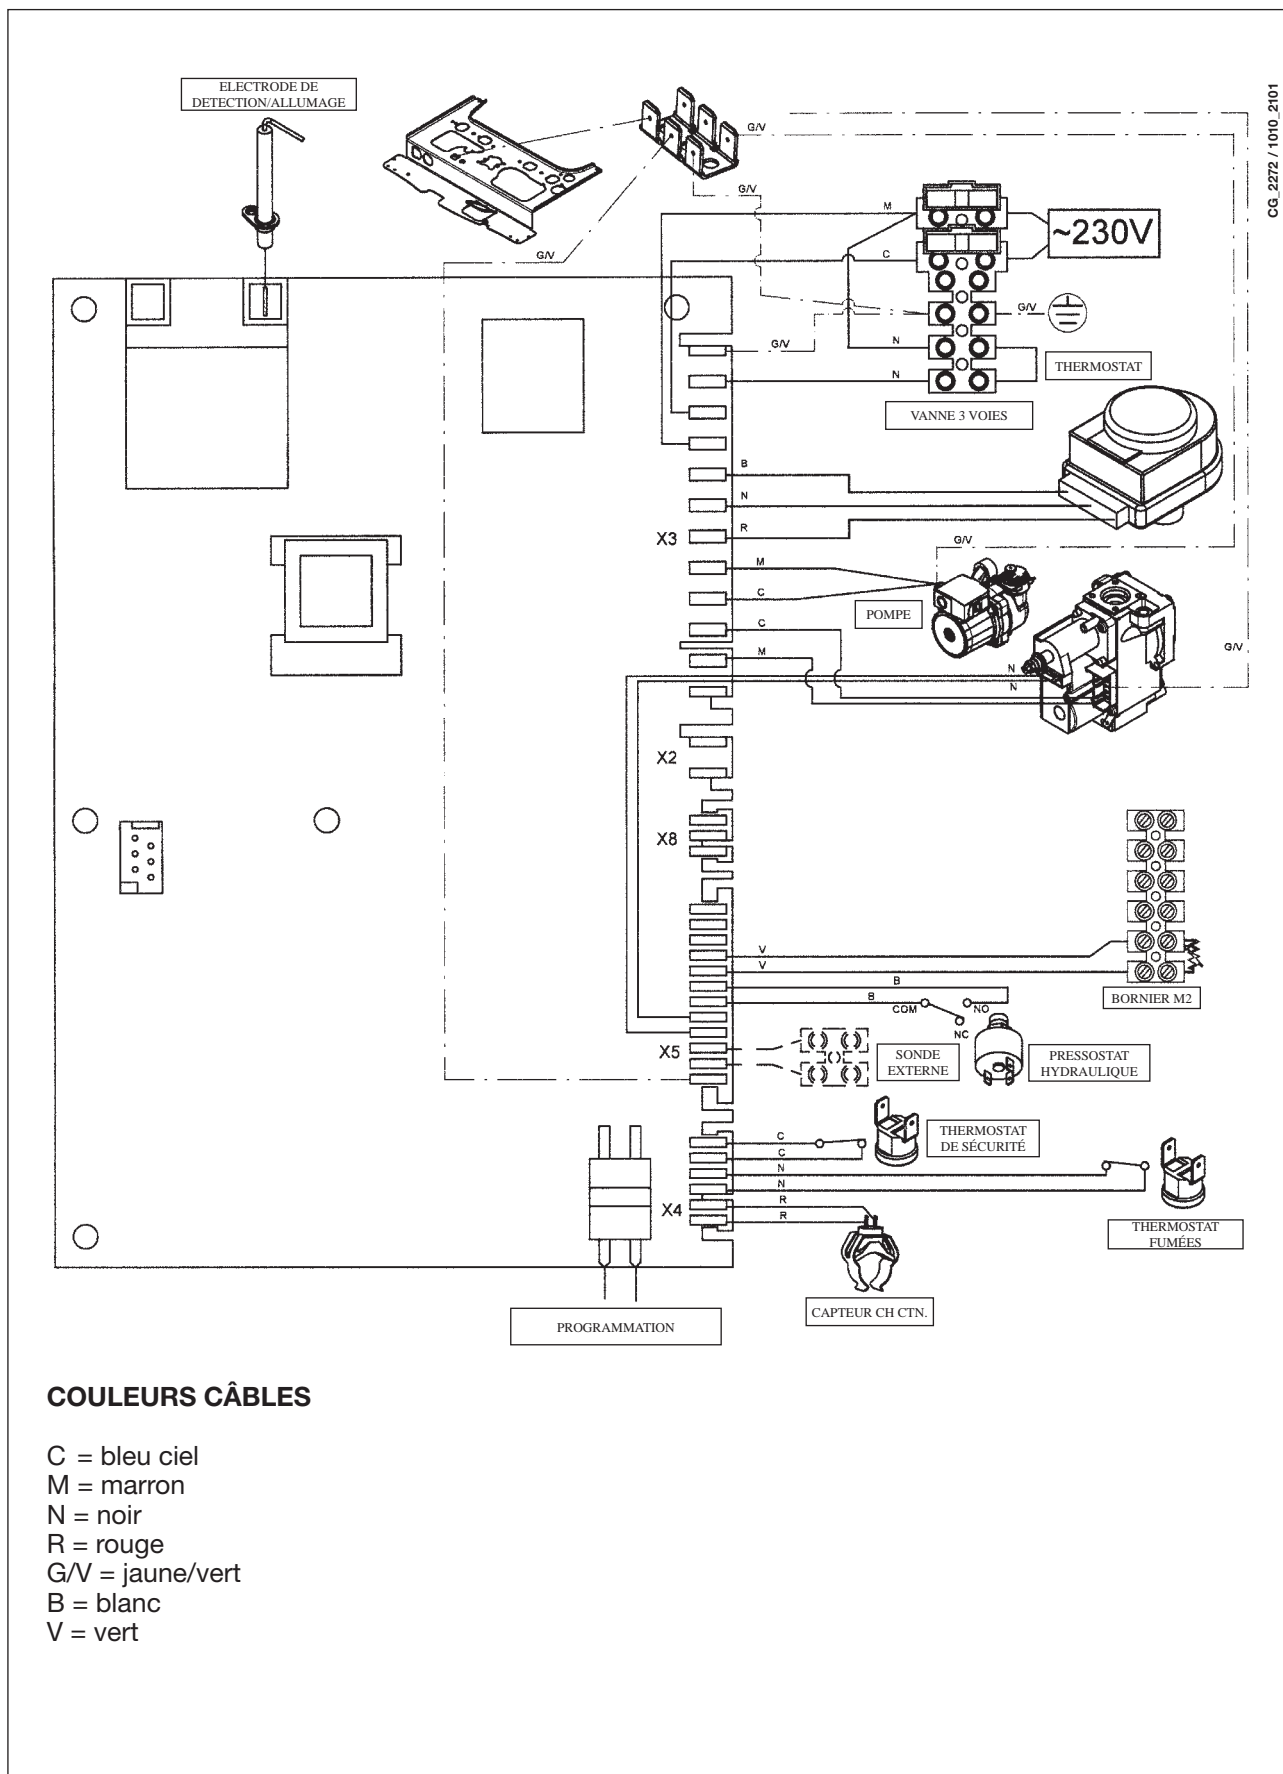 ELECTRODE DE
DETECTION/ALLUMAGE
CG_2272 / 1010_2101
G/V
G/V
G/V
M
~230V
C
G/V
G/V
N
THERMOSTAT
N
VANNE 3 VOIES
B
N
R
X3
G/V
M
C
POMPE
C
M
G/V
N
N
X2
X8
V
V
B
B
COM
NO
NC
BORNIER M2
X5
SONDE
EXTERNE
PRESSOSTAT
HYDRAULIQUE
C
C
THERMOSTAT
DE SÉCURITÉ
N
N
R
R
X4
THERMOSTAT
FUMÉES
CAPTEUR CH CTN.
PROGRAMMATION
COULEURS CÂBLES
C = bleu ciel
M = marron
N = noir
R = rouge
G/V = jaune/vert
B = blanc
V = vert